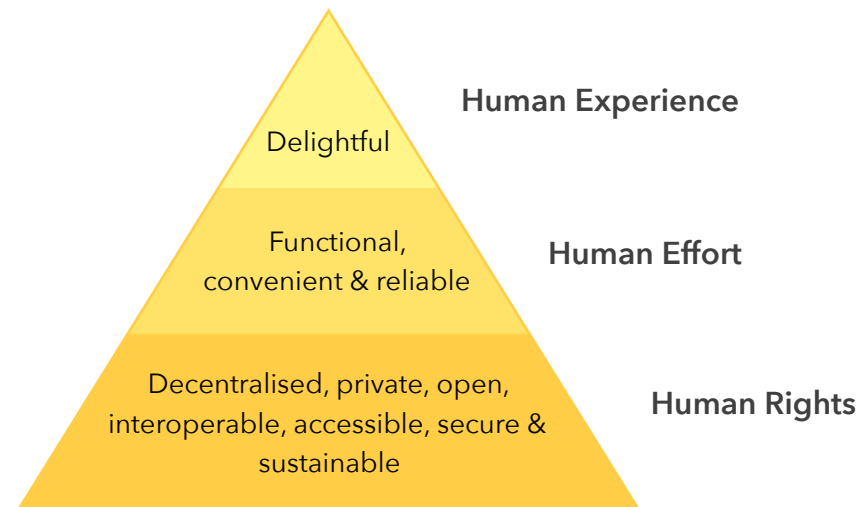 Human Experience
Delightful
Functional,
convenient & reliable
Human Effort
Decentralised, private, open,
interoperable, accessible, secure &
sustainable
Human Rights